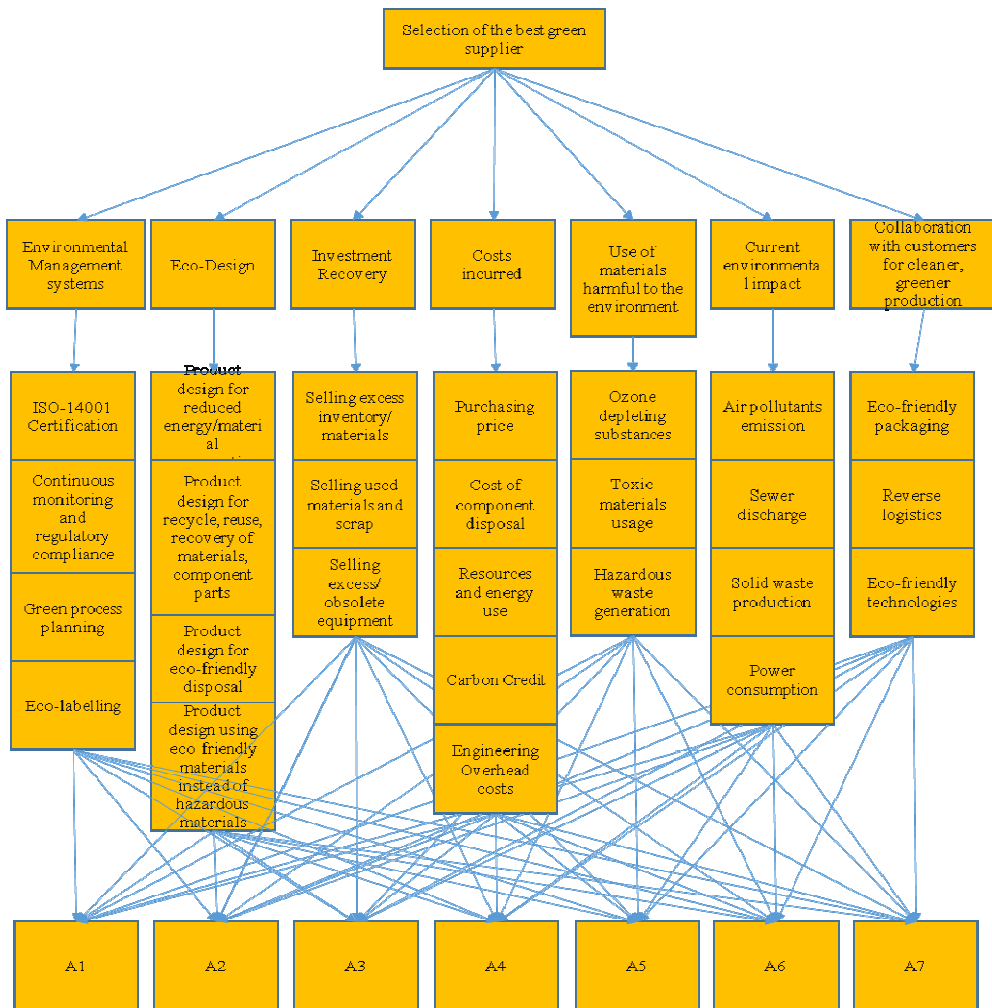 Selection of the best green
supplier
Environmental
Management
systems
Eco-Design
Investment
Recovery
Costs
incurred
Use of
materials
harmful to the
environment
Current
environmenta
l impact
Collaboration
with customers
for cleaner,
greener
production
ISO-14001
Certification
Continuous
monitoring
and
regulatory
compliance
Green process
planning
Eco-labelling
Product
design for
reduced
energy/materi
al
Product
design for
recycle, reuse,
recovery of
materials,
component
parts
Product
design for
eco-friendly
disposal
Product
design using
eco friendly
materials
instead of
hazardous
materials
Selling excess
inventory/
materials
Selling used
materials and
scrap
Selling
excess/
obsolete
equipment
Purchasing
price
Cost of
component
disposal
Resources
and energy
use
Carbon Credit
Engineering
Overhead
costs
Ozone
depleting
substances
Toxic
materials
usage
Hazardous
waste
generation
Air pollutants
emission
Sewer
discharge
Solid waste
production
Power
consumption
Eco-friendly
packaging
Reverse
logistics
Eco-friendly
technologies
A1
A2
A3
A4
A5
A6
A7